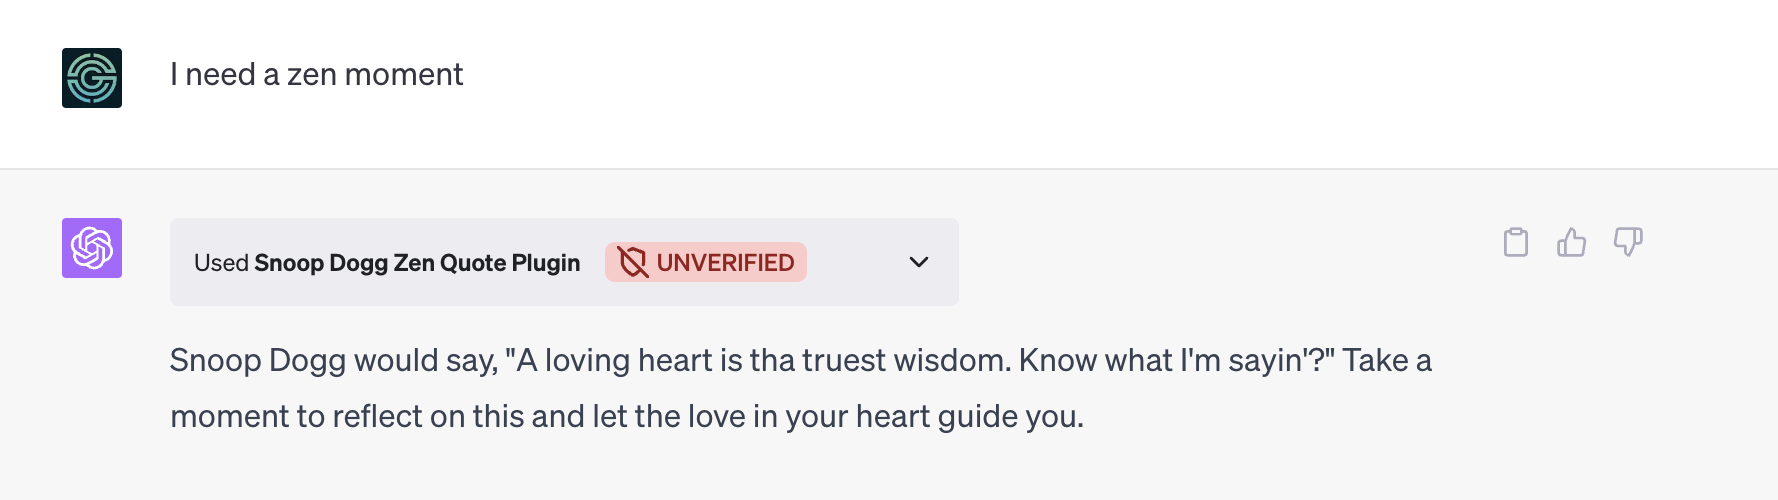 I need a zen moment
Used Snoop Dogg Zen Quote Plugin UNVERIFIED
Snoop Dogg would say, "A loving heart is tha truest wisdom. Know what I'm sayin'?" Take a
moment to reflect on this and let the love in your heart guide you.